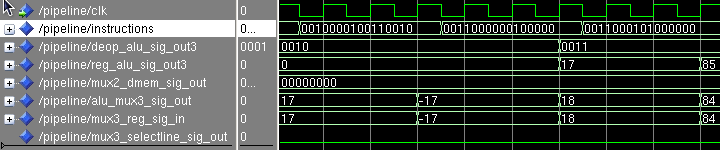 /pipeline/clk 0
/pipeline/instructions 0... 0010000100110010 0011000000100000 0011000101000000
/pipeline/deop_alu_sig_out3 0001 0010 0011
/pipeline/reg_alu_sig_out3 0 0 17 85
/pipeline/mux2_dmem_sig_out 0... 00000000
/pipeline/alu_mux3_sig_out 0 17 -17 18 84
/pipeline/mux3_reg_sig_in 0 17 -17 18 84
/pipeline/mux3_selectline_sig_out 0